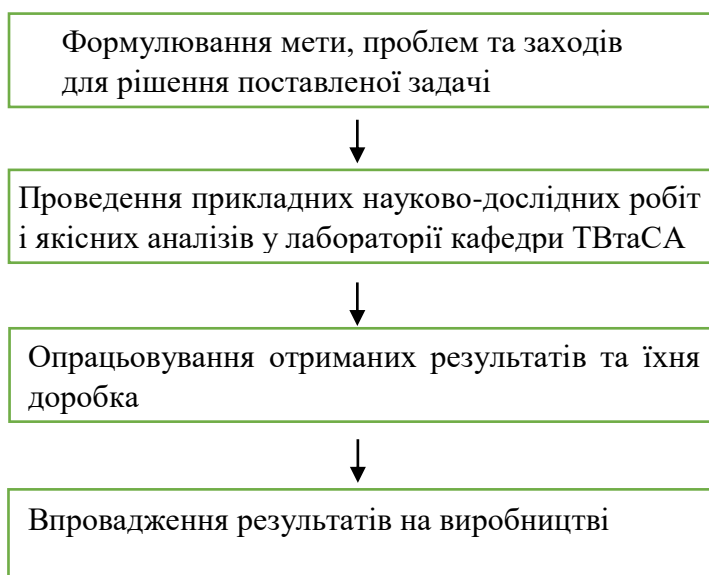 Формулювання мети, проблем та заходів
для рішення поставленої задачі
Проведення прикладних науково-дослідних робіт
і якісних аналізів у лабораторії кафедри ТВтаСА
Опрацьовування отриманих результатів та їхня
доробка
Впровадження результатів на виробництві